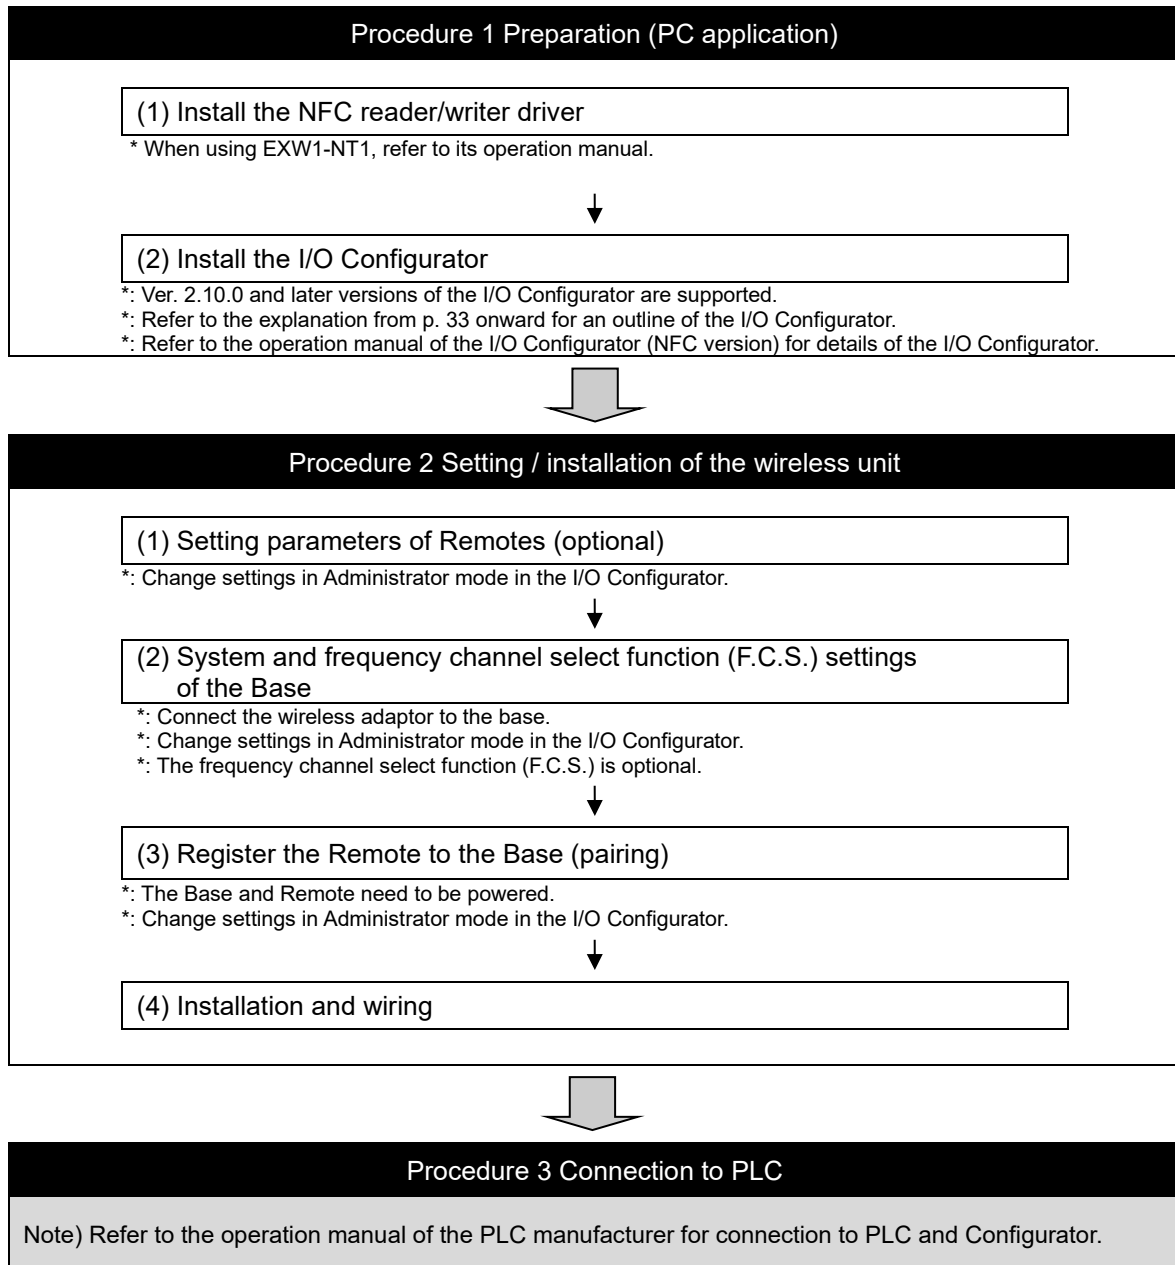 Procedure 1 Preparation (PC application)
(1) Install the NFC reader/writer driver
* When using EXW1-NT1, refer to its operation manual.
(2) Install the I/O Configurator
*: Ver. 2.10.0 and later versions of the I/O Configurator are supported.
*: Refer to the explanation from p. 33 onward for an outline of the I/O Configurator.
*: Refer to the operation manual of the I/O Configurator (NFC version) for details of the I/O Configurator.
Procedure 2 Setting / installation of the wireless unit
(1) Setting parameters of Remotes (optional)
*: Change settings in Administrator mode in the I/O Configurator.
(2) System and frequency channel select function (F.C.S.) settings
of the Base
*: Connect the wireless adaptor to the base.
*: Change settings in Administrator mode in the I/O Configurator.
*: The frequency channel select function (F.C.S.) is optional.
(3) Register the Remote to the Base (pairing)
*: The Base and Remote need to be powered.
*: Change settings in Administrator mode in the I/O Configurator.
(4) Installation and wiring
Procedure 3 Connection to PLC
Note) Refer to the operation manual of the PLC manufacturer for connection to PLC and Configurator.